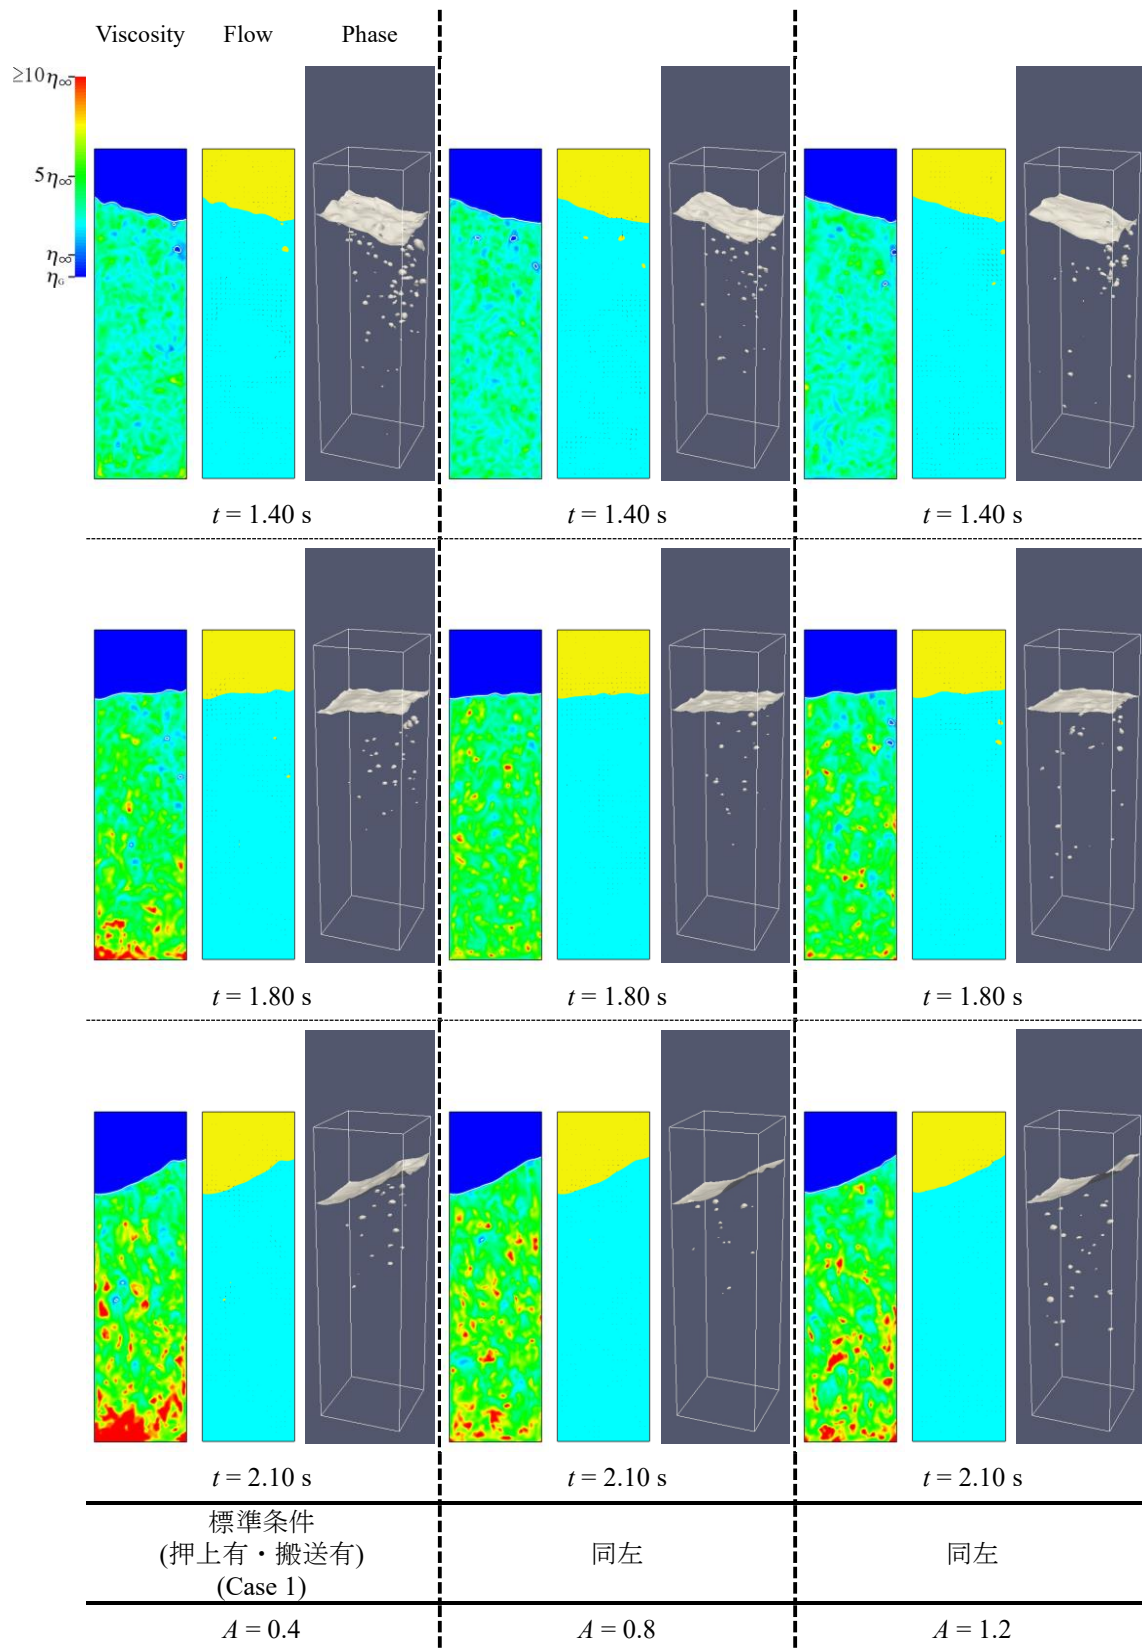 Viscosity Flow Phase
≥10η∞
5η∞
η∞
ηG
t = 1.40 s t = 1.40 s t = 1.40 s
t = 1.80 s t = 1.80 s t = 1.80 s
t = 2.10 s t = 2.10 s t = 2.10 s
標準条件
(押上有・搬送有) 同左 同左
(Case 1)
A = 0.4 A = 0.8 A = 1.2